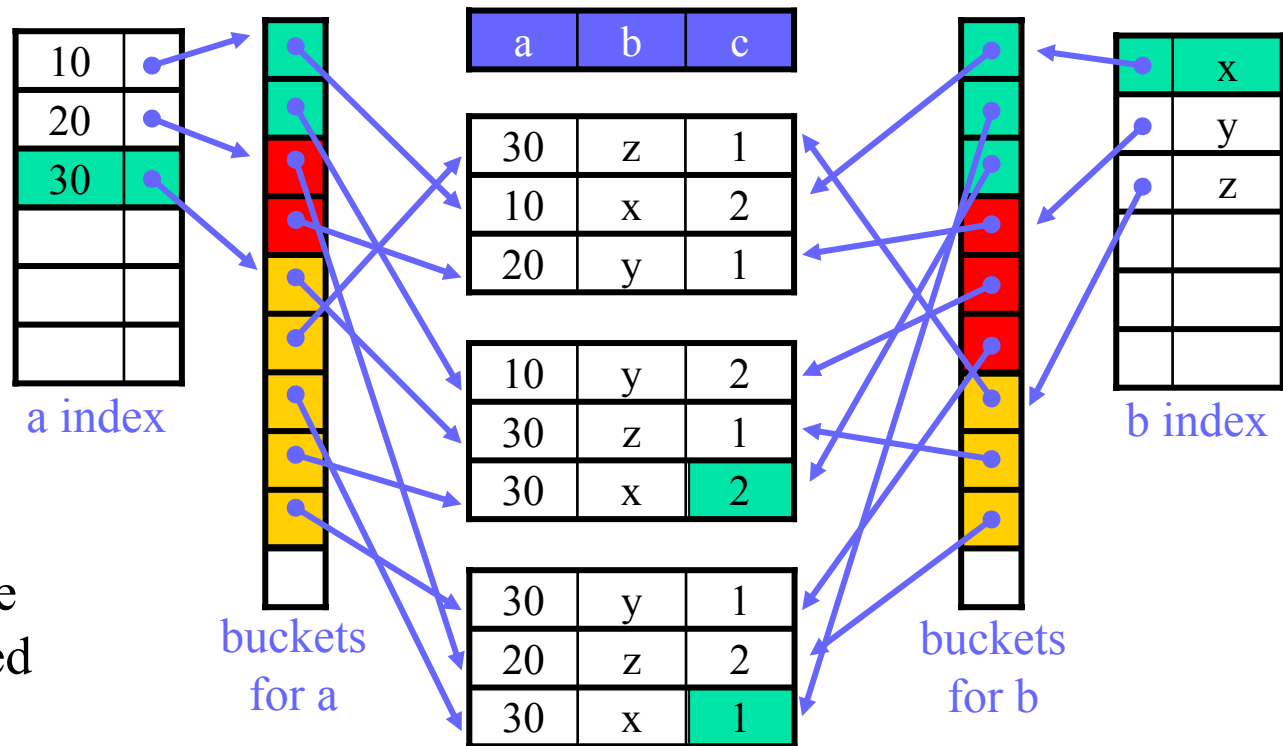 a b c
10
20
30
a index
30 z 1
10 x 2
20 y 1
10 y 2
30 z 1
30 x 2
30 y 1
20 z 2
30 x 1
buckets
for a
buckets
for b
x
y
z
b index
e
ed